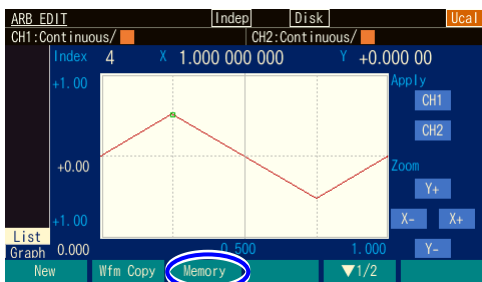 ARB EDIT Indep Disk Ucal
CH1:Continuous/ CH2:Continuous/
Index 4 X 1.000 000 000 Y +0.000 00
+1.00 Apply
CH1
CH2
+0.00 Zoom
Y+
+1.00 X- X+
List
Graph 0.000 0.500 1.000 Y-
New Wfm Copy Memory ▼1/2